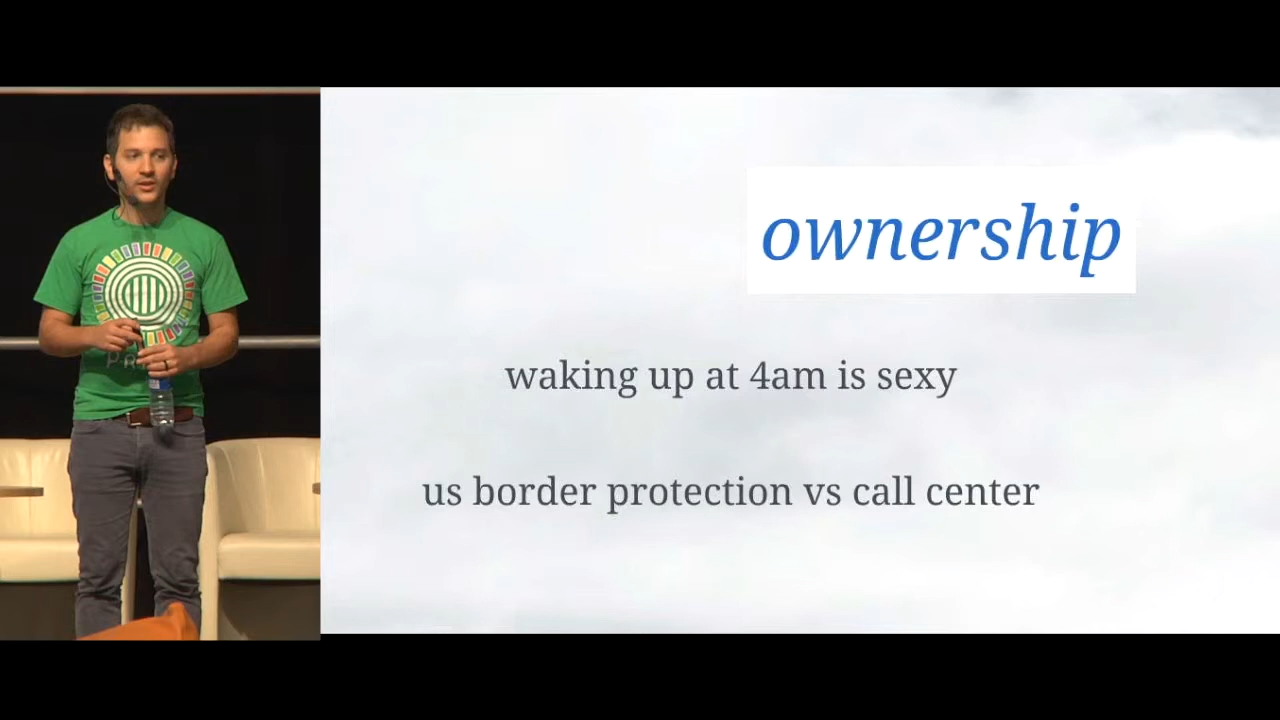 ownership
waking up at 4am is sexy
us border protection vs call center